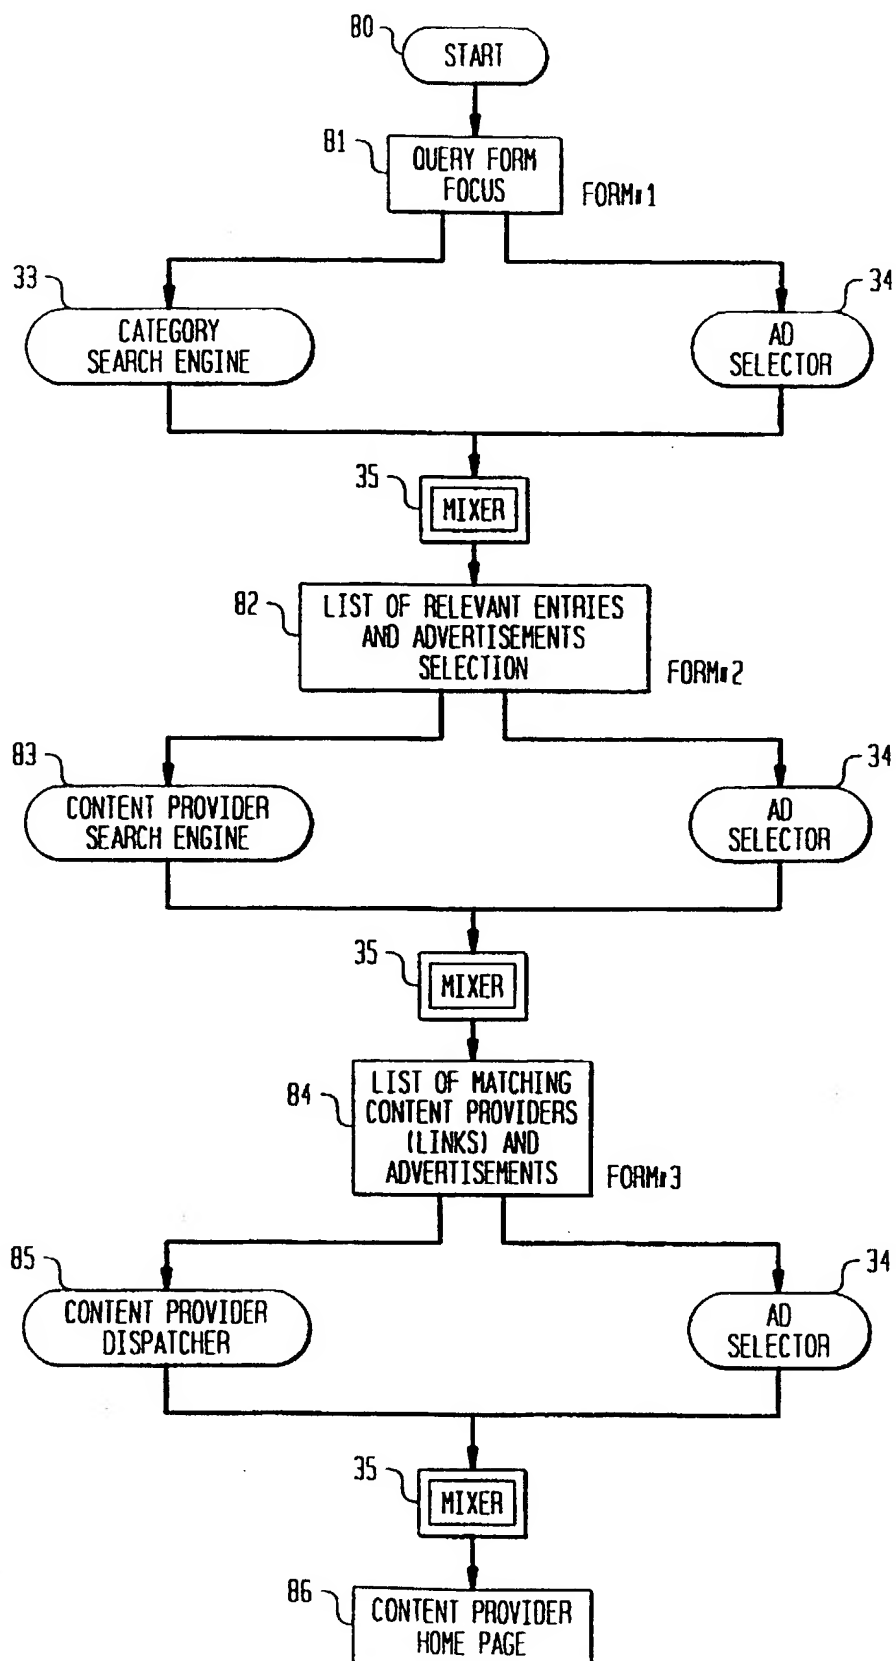 80
START
81
QUERY FORM
FOCUS
FORM#1
33
CATEGORY
SEARCH ENGINE
34
AD
SELECTOR
35
MIXER
82
LIST OF RELEVANT ENTRIES
AND ADVERTISEMENTS
SELECTION
FORM#2
83
CONTENT PROVIDER
SEARCH ENGINE
34
AD
SELECTOR
35
MIXER
84
LIST OF MATCHING
CONTENT PROVIDERS
(LINKS) AND
ADVERTISEMENTS
FORM#3
85
CONTENT PROVIDER
DISPATCHER
34
AD
SELECTOR
35
MIXER
86
CONTENT PROVIDER
HOME PAGE